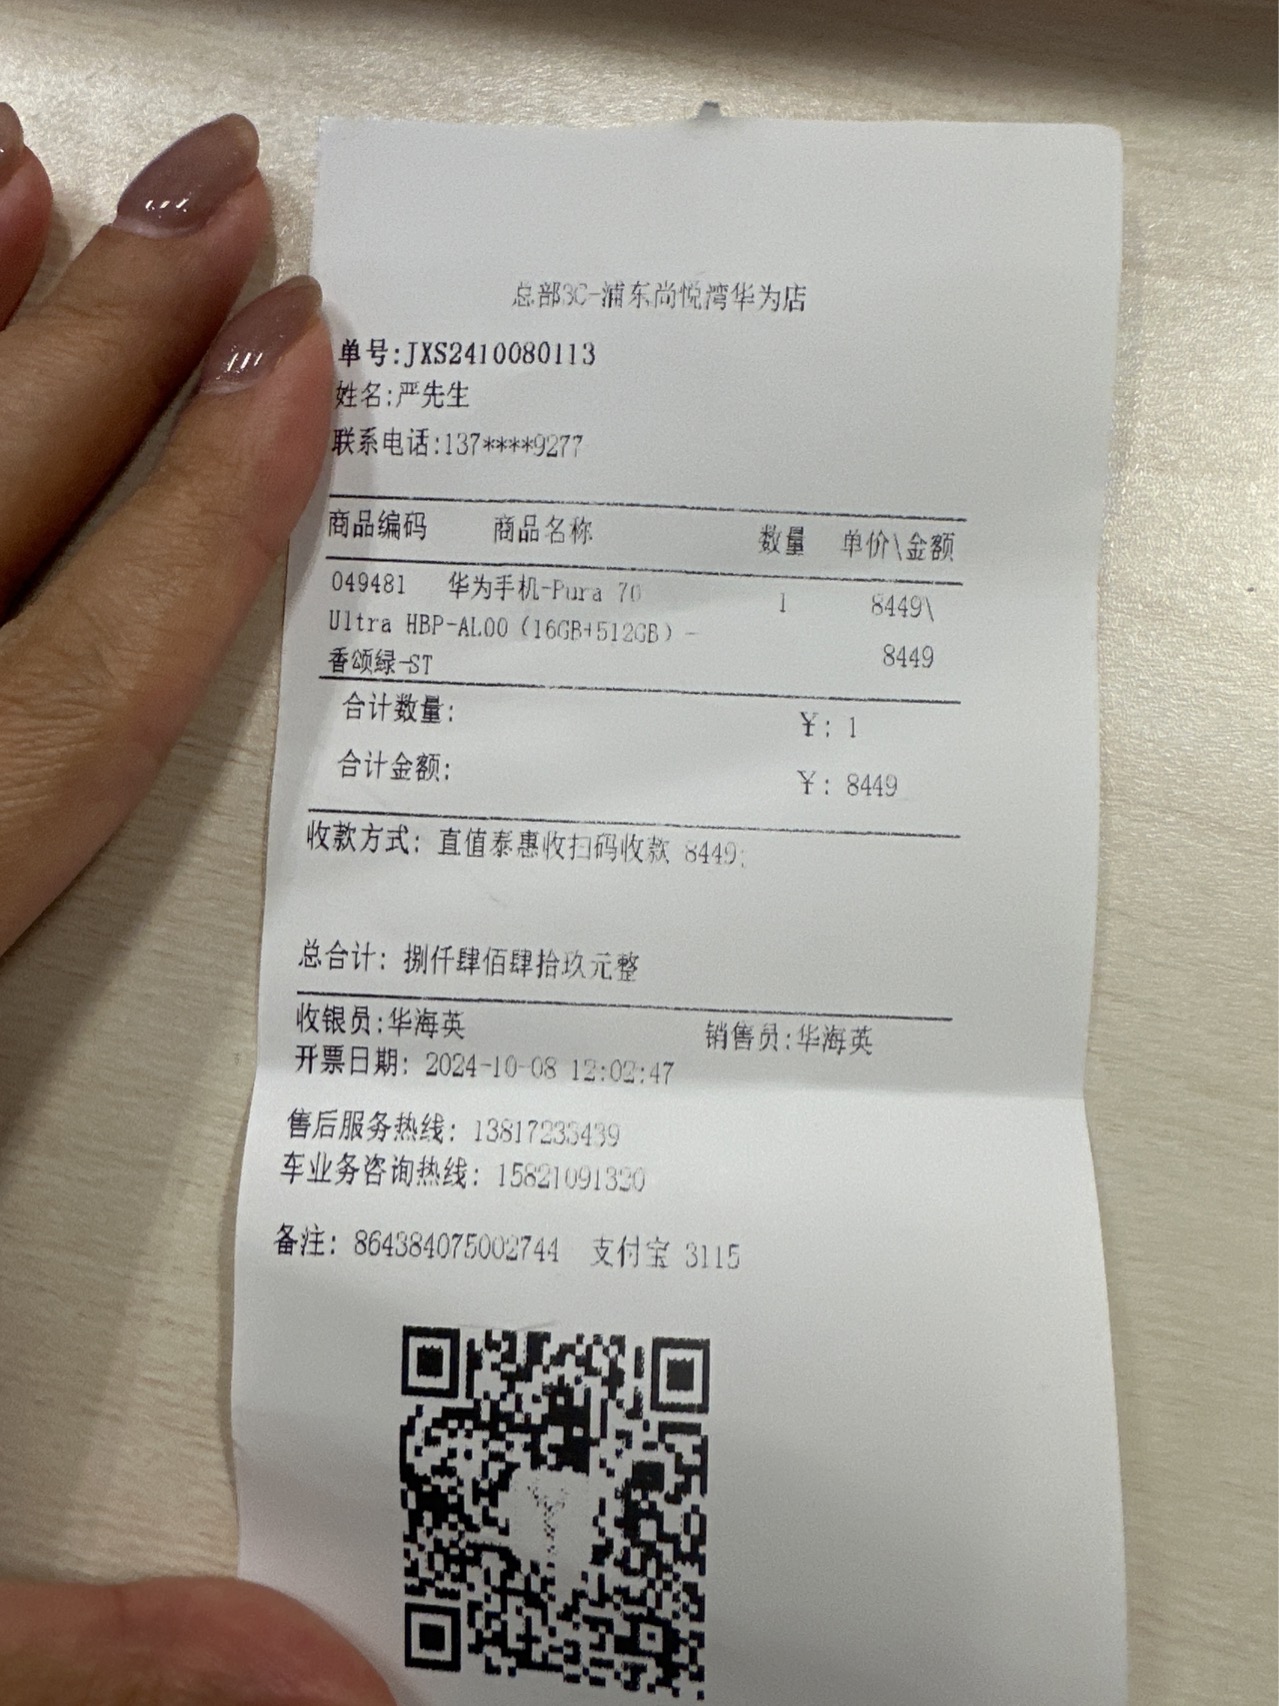 总部3C-浦东尚悦湾华为店
单号:JXS2410080113
姓名:严先生
联系电话:137****9277
商品编码 商品名称 数量 单价\金额
049481 华为手机-Pura 70 1 8449\
Ultra HBP-AL00（16GB+512GB）- 8449
香颂绿-ST
合计数量: ¥: 1
合计金额: ¥: 8449
收款方式: 直值泰惠收扫码收款 8449;
总合计: 捌仟肆佰肆拾玖元整
收银员:华海英 销售员:华海英
开票日期: 2024-10-08 12:02:47
售后服务热线: 13817233439
车业务咨询热线: 15821091320
备注: 864384075002744 支付宝 3115